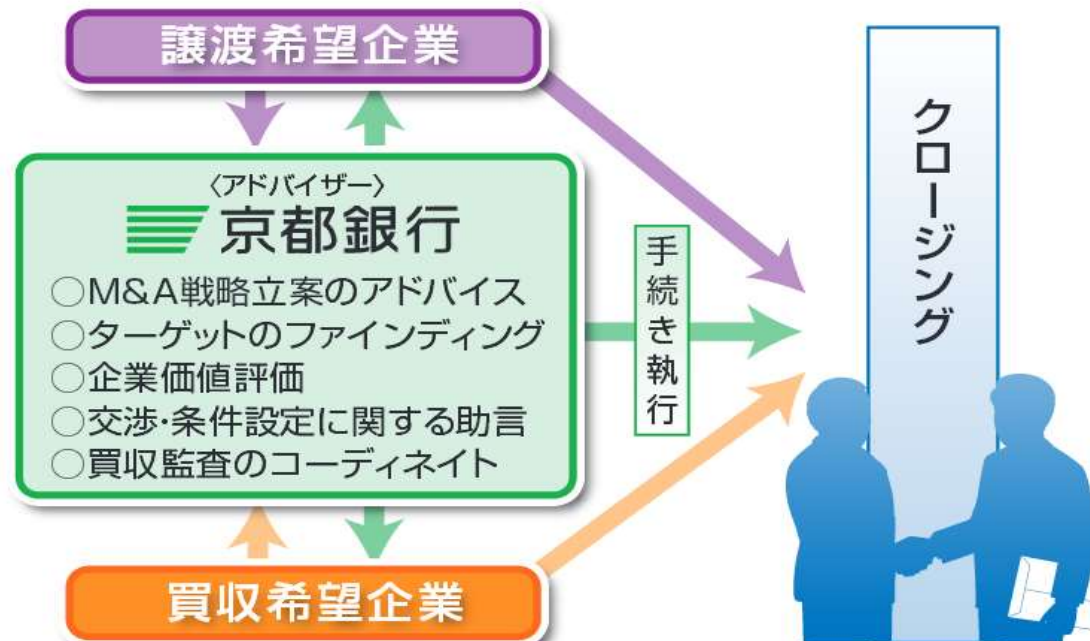 譲渡希望企業
〈アドバイザー〉
京都銀行
○M&A戦略立案のアドバイス
○ターゲットのファインディング
○企業価値評価
○交渉・条件設定に関する助言
○買収監査のコーディネイト
買収希望企業
手続き執行
クロージング